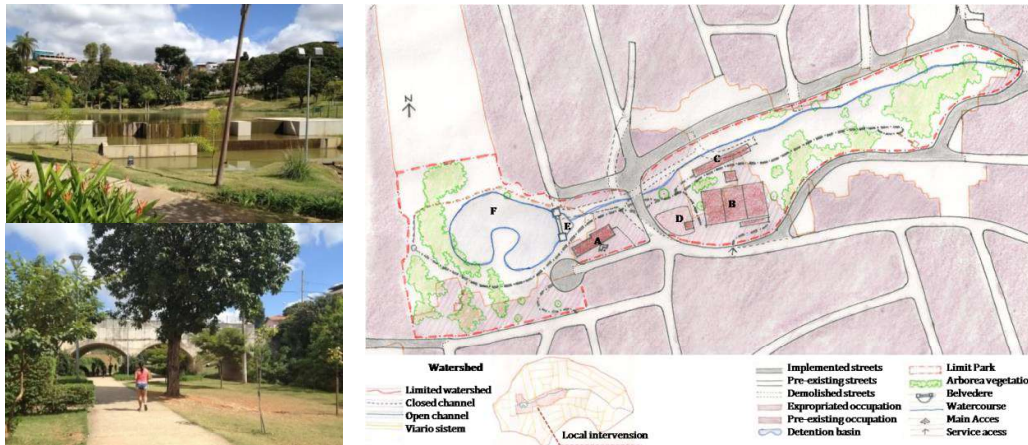 N
F
E
A
C
B
D
Watershed
Limited watershed
Closed channel
Open channel
Viario sistem
Local intervension
Implemented streets
Pre-existing streets
Demolished streets
Expropriated occupation
Pre-existing occupation
Detention basin
Limit Park
Arborea vegetatio
Belvedere
Watercourse
Main Acces
Service acess